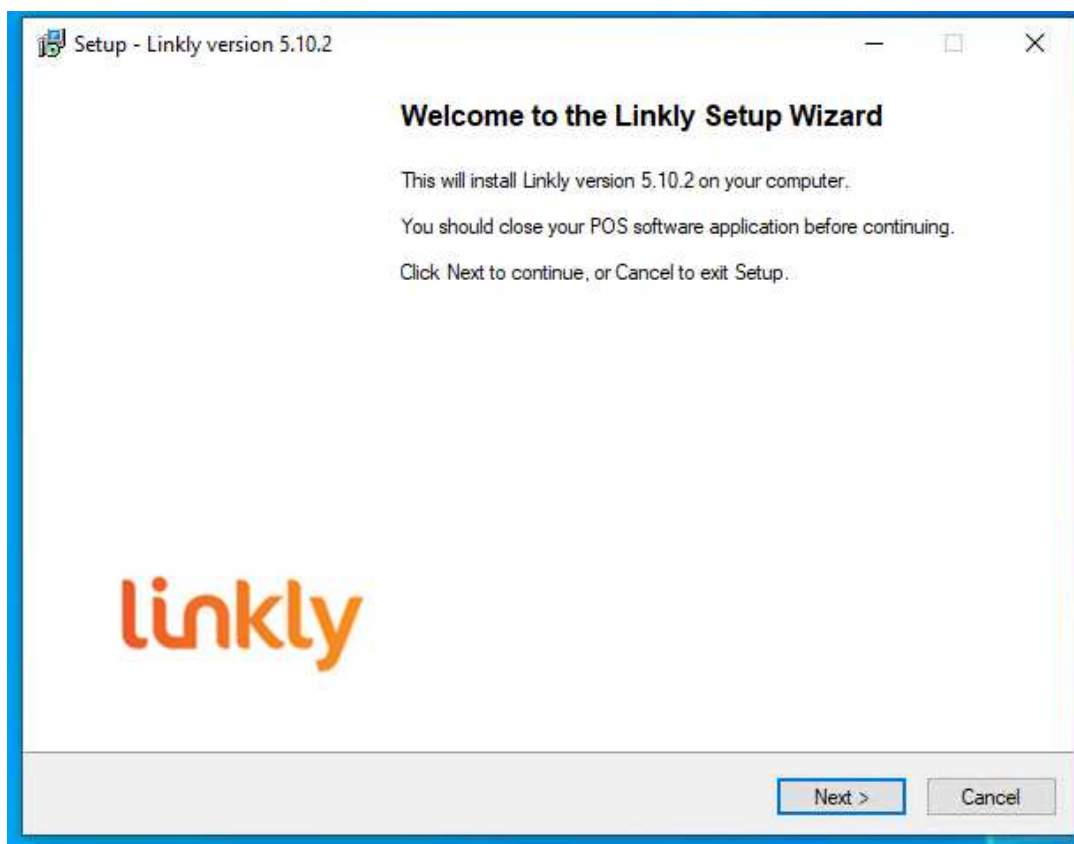 Setup - Linkly version 5.10.2
Welcome to the Linkly Setup Wizard
This will install Linkly version 5.10.2 on your computer.
You should close your POS software application before continuing.
Click Next to continue, or Cancel to exit Setup.
linkly
Next >
Cancel